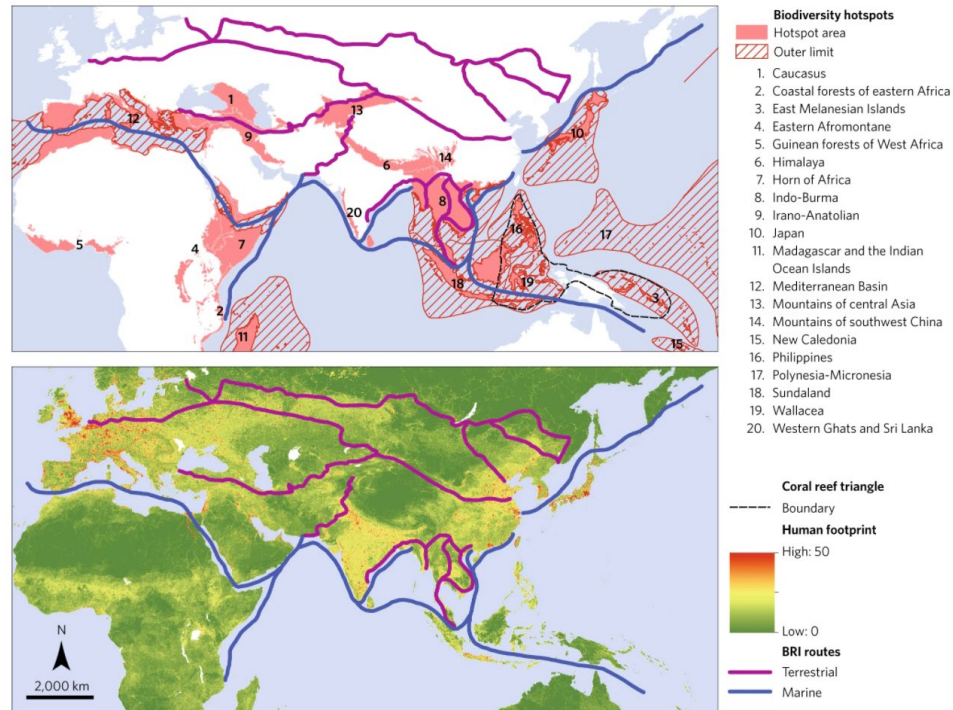 Biodiversity hotspots
Hotspot area
Outer limit
1. Caucasus
2. Coastal forests of eastern Africa
3. East Melanesian Islands
4. Eastern Afromontane
5. Guinean forests of West Africa
6. Himalaya
7. Horn of Africa
8. Indo-Burma
9. Irano-Anatolian
10. Japan
11. Madagascar and the Indian
Ocean Islands
12. Mediterranean Basin
13. Mountains of central Asia
14. Mountains of southwest China
15. New Caledonia
16. Philippines
17. Polynesia-Micronesia
18. Sundaland
19. Wallacea
20. Western Ghats and Sri Lanka
Coral reef triangle
Boundary
Human footprint
High: 50
Low: 0
BRI routes
Terrestrial
Marine
1
12
13
10
9
14
6
20
8
16
17
5
4
7
18
19
3
2
11
15
N
2,000 km